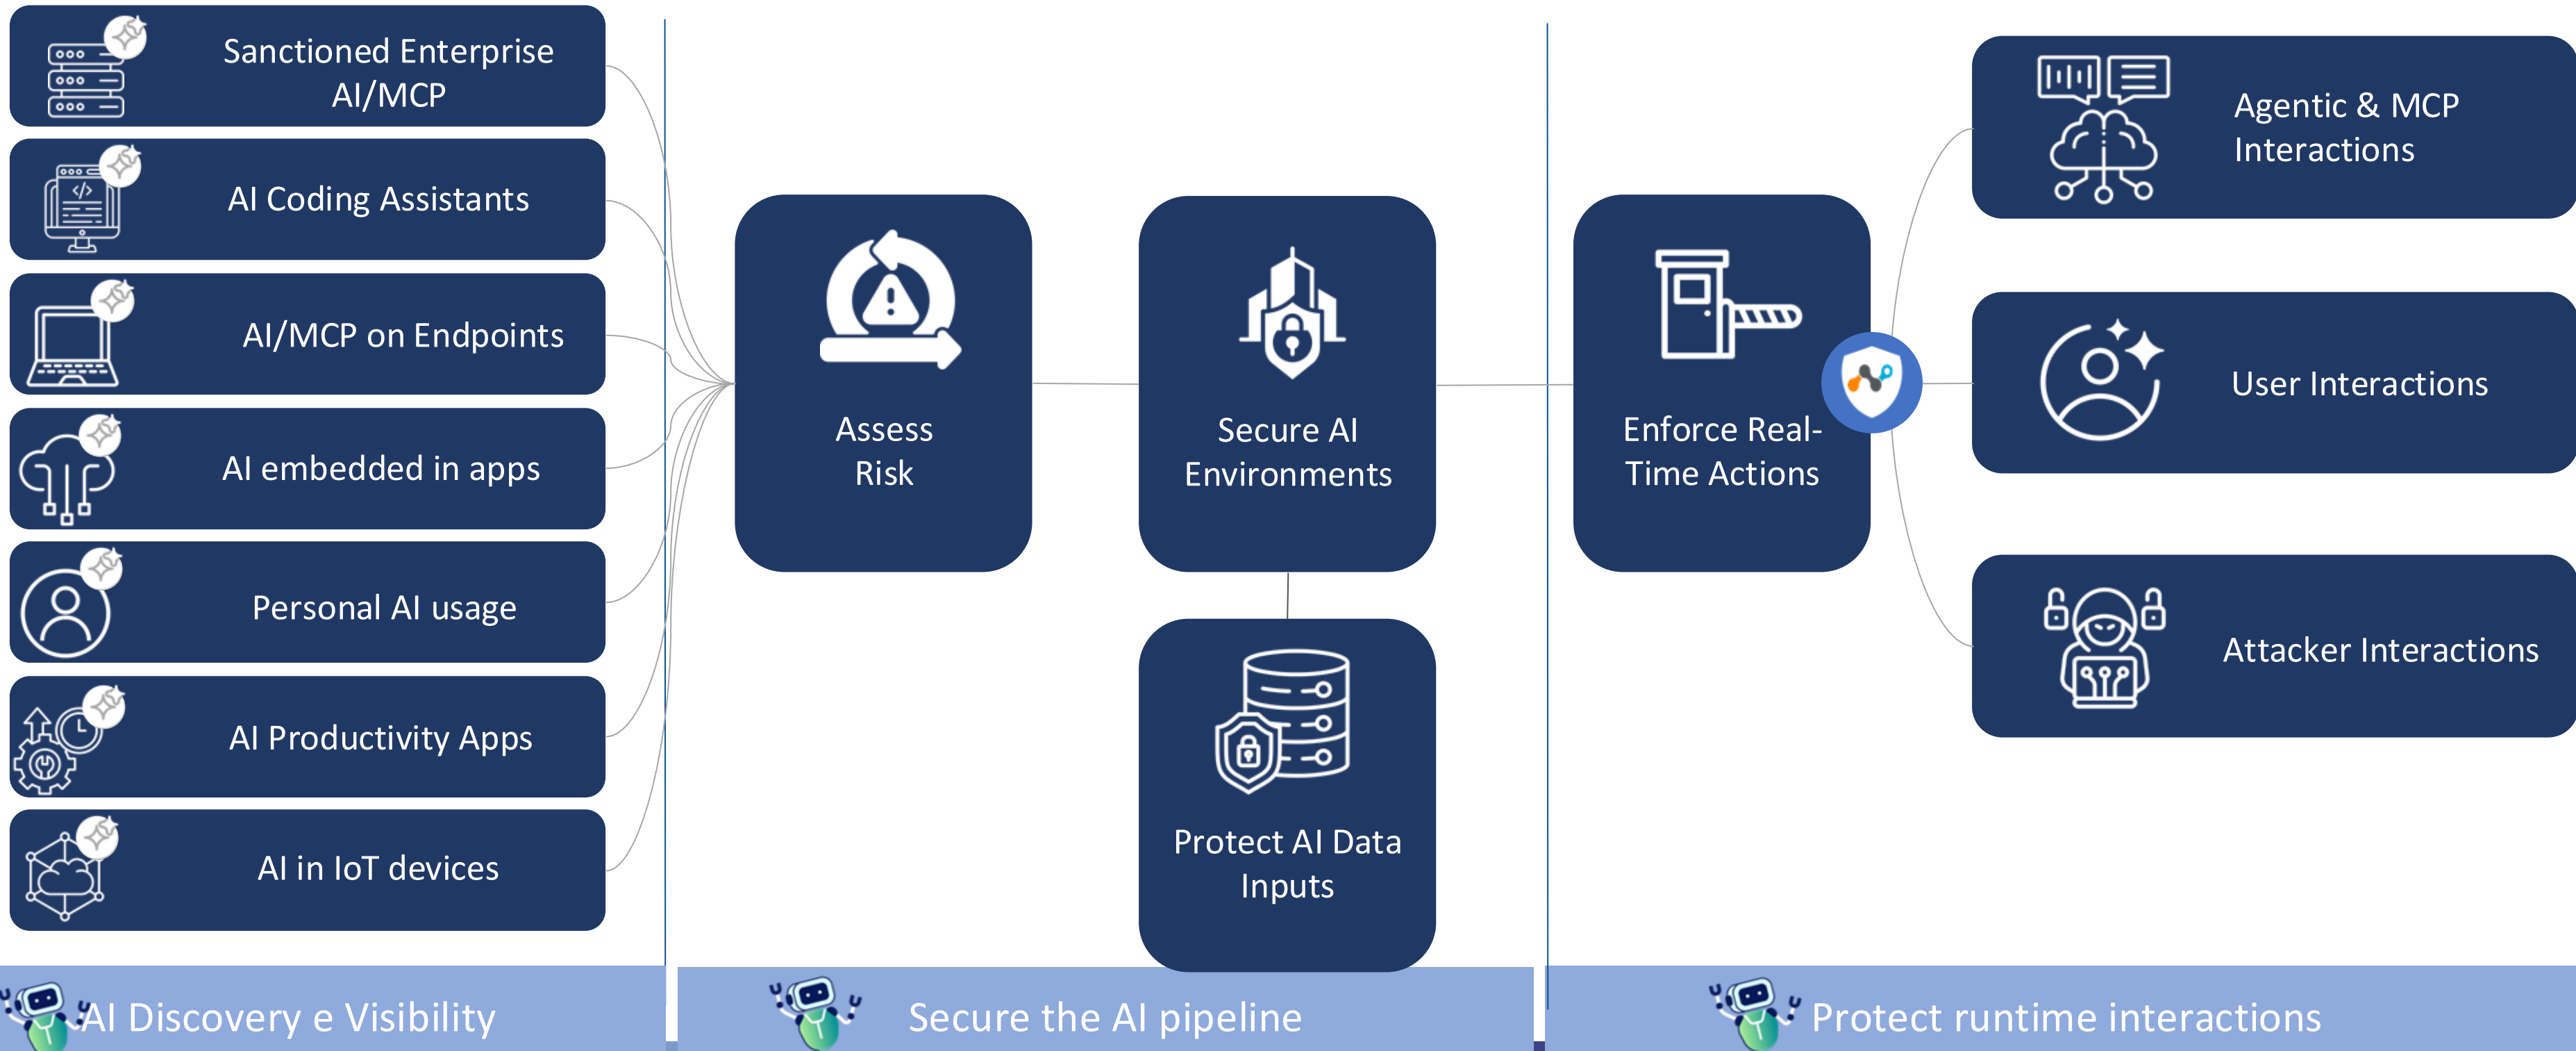 Sanctioned Enterprise
AI/MCP
AI Coding Assistants
AI/MCP on Endpoints
AI embedded in apps
Personal AI usage
AI Productivity Apps
AI in IoT devices
AI Discovery e Visibility
Assess
Risk
Secure AI
Environments
Protect AI Data
Inputs
Secure the AI pipeline
Enforce Real-
Time Actions
Agentic & MCP
Interactions
User Interactions
Attacker Interactions
Protect runtime interactions